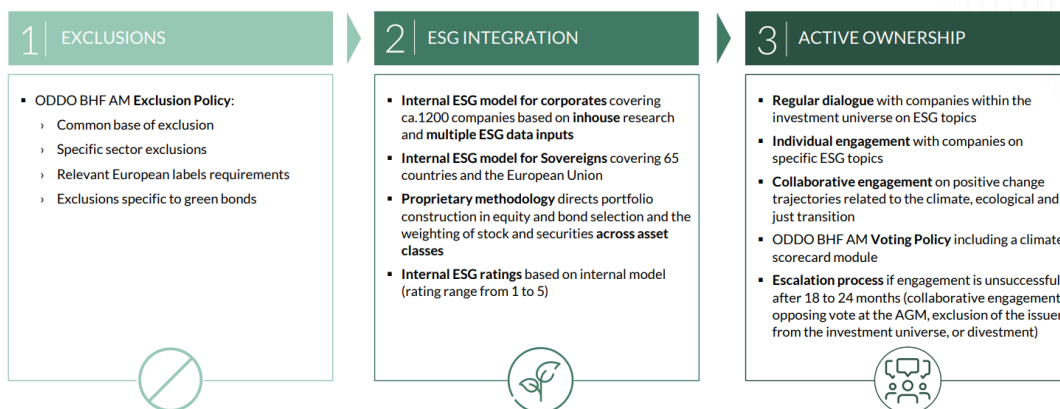 1 EXCLUSIONS
▪ ODDO BHF AM Exclusion Policy:
› Common base of exclusion
› Specific sector exclusions
› Relevant European labels requirements
› Exclusions specific to green bonds
2 ESG INTEGRATION
▪ Internal ESG model for corporates covering
ca.1200 companies based on inhouse research
and multiple ESG data inputs
▪ Internal ESG model for Sovereigns covering 65
countries and the European Union
▪ Proprietary methodology directs portfolio
construction in equity and bond selection and the
weighting of stock and securities across asset
classes
▪ Internal ESG ratings based on internal model
(rating range from 1 to 5)
3 ACTIVE OWNERSHIP
▪ Regular dialogue with companies within the
investment universe on ESG topics
▪ Individual engagement with companies on
specific ESG topics
▪ Collaborative engagement on positive change
trajectories related to the climate, ecological and
just transition
▪ ODDO BHF AM Voting Policy including a climate
scorecard module
▪ Escalation process if engagement is unsuccessful
after 18 to 24 months (collaborative engagement
opposing vote at the AGM, exclusion of the issuer
from the investment universe, or divestment)